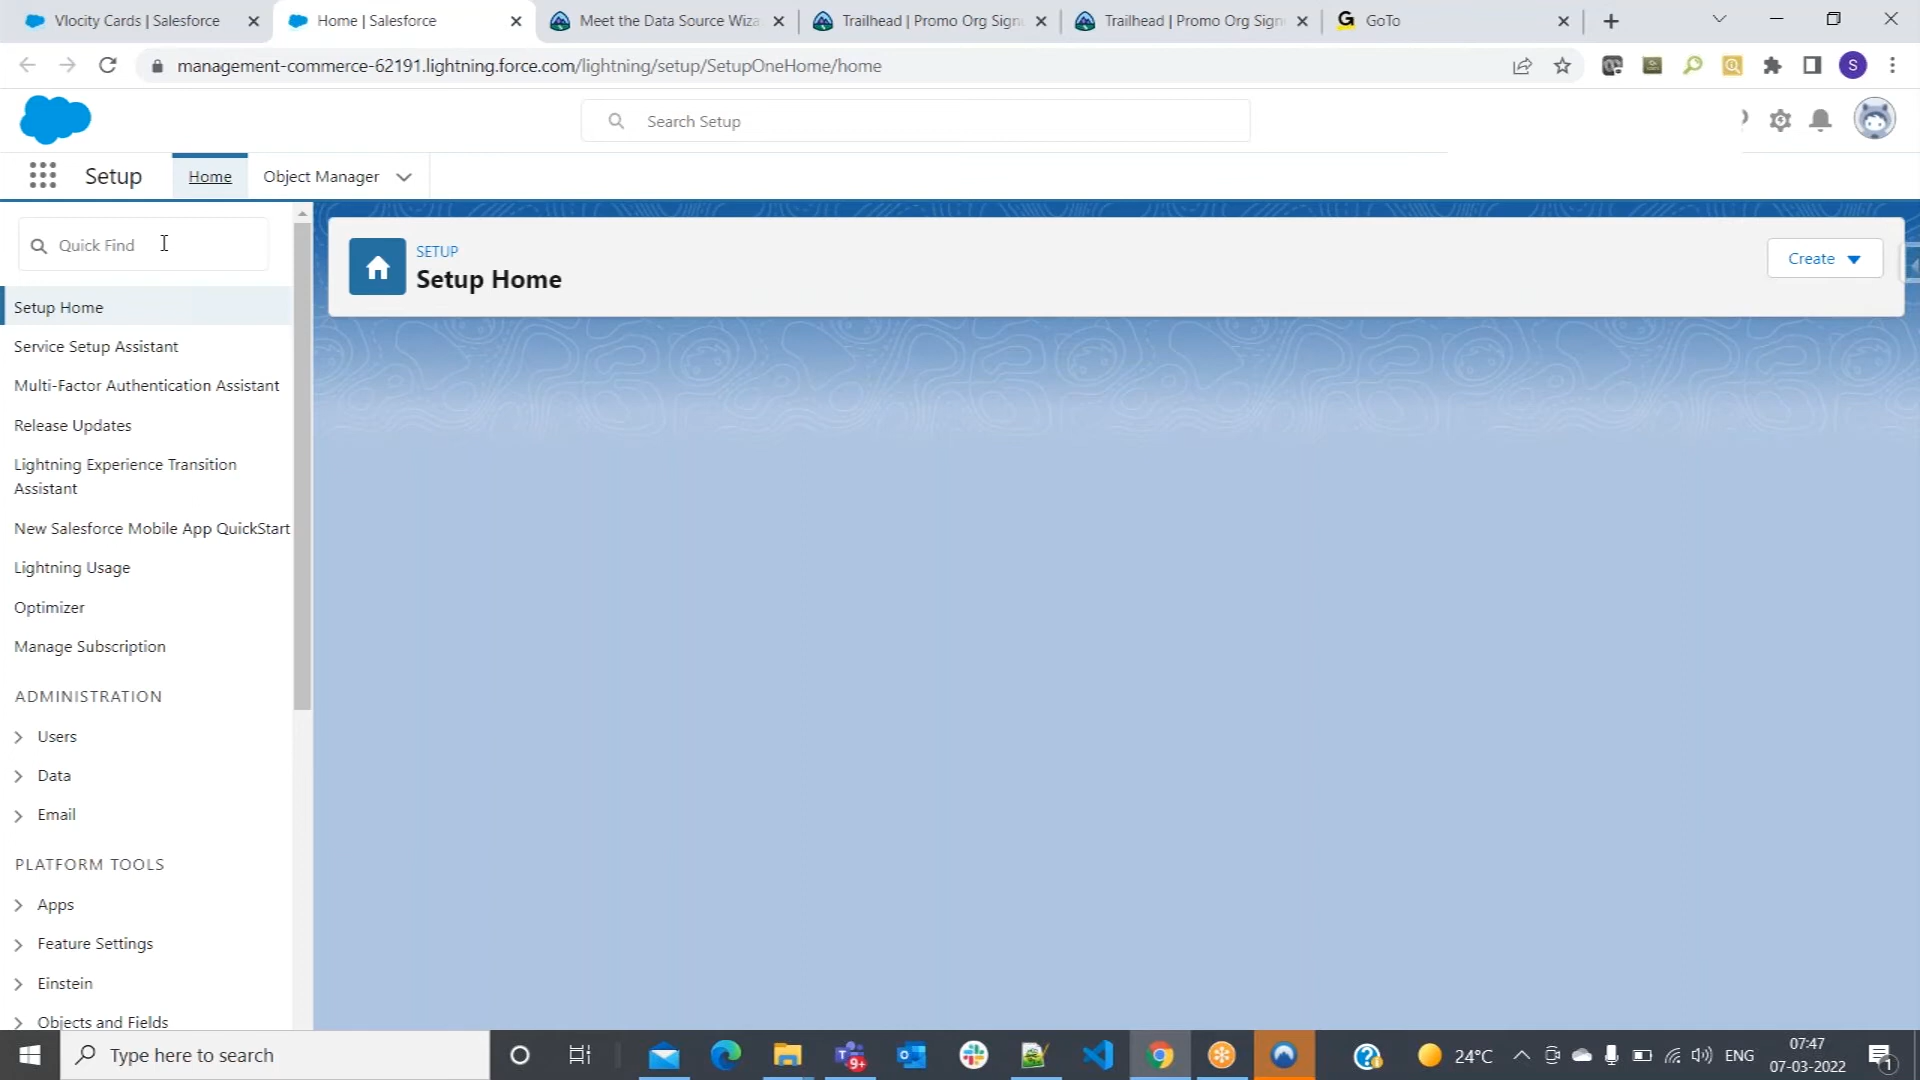 Vlocity Cards | Salesforce
Home | Salesforce
Meet the Data Source Wiza
Trailhead | Promo Org Sign
Trailhead | Promo Org Sign
GoTo
management-commerce-62191.lightning.force.com/lightning/setup/SetupOneHome/home
S
Search Setup
Setup
Home
Object Manager
Quick Find
SETUP
Setup Home
Create
Setup Home
Service Setup Assistant
Multi-Factor Authentication Assistant
Release Updates
Lightning Experience Transition
Assistant
New Salesforce Mobile App QuickStart
Lightning Usage
Optimizer
Manage Subscription
ADMINISTRATION
Users
Data
Email
PLATFORM TOOLS
Apps
Feature Settings
Einstein
Objects and Fields
Type here to search
9+
24°C
ENG
07:47
07-03-2022
1